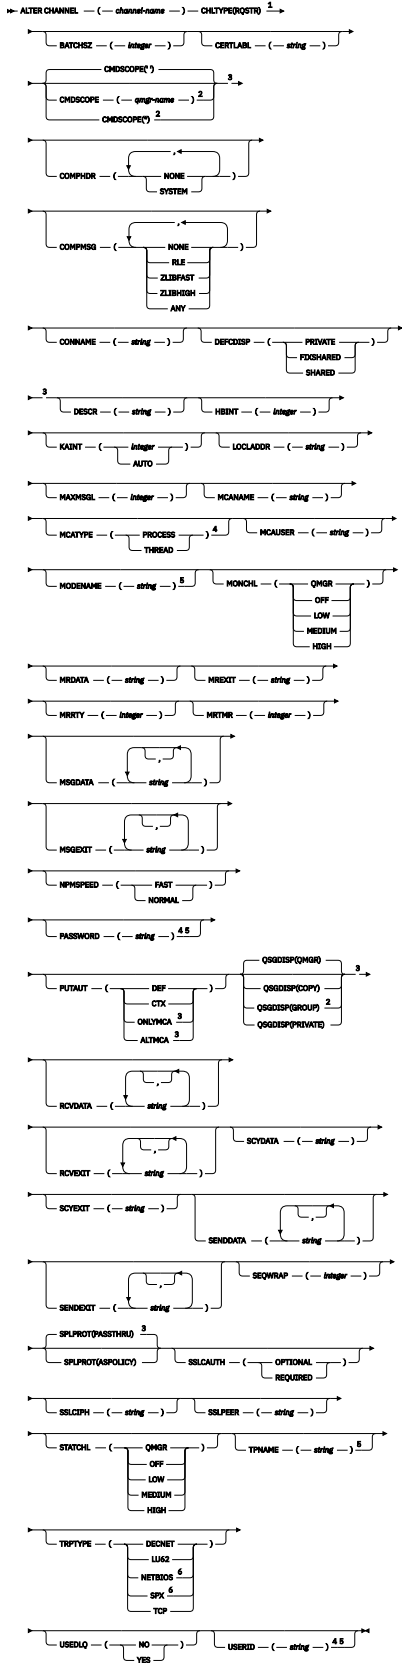 ALTER CHANNEL ( channel-name ) CHLTYPE(RQSTR) 1
BATCHSZ ( integer ) CERTLABL ( string )
CMDSCOPE(' ') 3
CMDSCOPE ( qmgr-name ) 2
CMDSCOPE(*) 2
,
COMPHDR ( NONE )
SYSTEM
,
COMPMSG ( NONE )
RLE
ZLIBFAST
ZLIBHIGH
ANY
CONNAME ( string ) DEFCDISP ( PRIVATE )
FIXSHARED
SHARED
3 DESCR ( string ) HBINT ( integer )
KAINT ( integer ) LOCLADDR ( string )
AUTO
MAXMSGL ( integer ) MCANAME ( string )
MCATYPE ( PROCESS ) 4 MCAUSER ( string )
THREAD
MODENAME ( string ) 5 MONCHL ( QMGR )
OFF
LOW
MEDIUM
HIGH
MRDATA ( string ) MREXIT ( string )
MRRTY ( integer ) MRTMR ( integer )
,
MSGDATA ( string )
,
MSGEXIT ( string )
NPMSPEED ( FAST )
NORMAL
PASSWORD ( string ) 4 5
QSGDISP(QMGR) 3
PUTAUT ( DEF ) QSGDISP(COPY)
CTX QSGDISP(GROUP) 2
ONLYMCA 3 QSGDISP(PRIVATE)
ALTMCA 3
,
RCVDATA ( string )
,
RCVEXIT ( string ) SCYDATA ( string )
SCYEXIT ( string ) ,
SENDDATA ( string )
,
SENDEXIT ( string ) SEQWRAP ( integer )
SPLPROT(PASSTHRU) 3
SPLPROT(ASPOLICY) SSLCAUTH ( OPTIONAL )
REQUIRED
SSLCIPH ( string ) SSLPEER ( string )
STATCHL ( QMGR ) TPNAME ( string ) 5
OFF
LOW
MEDIUM
HIGH
TRPTYPE ( DECNET )
LU62
NETBIOS 6
SPX 6
TCP
USEDLQ ( NO ) USERID ( string ) 4 5
YES